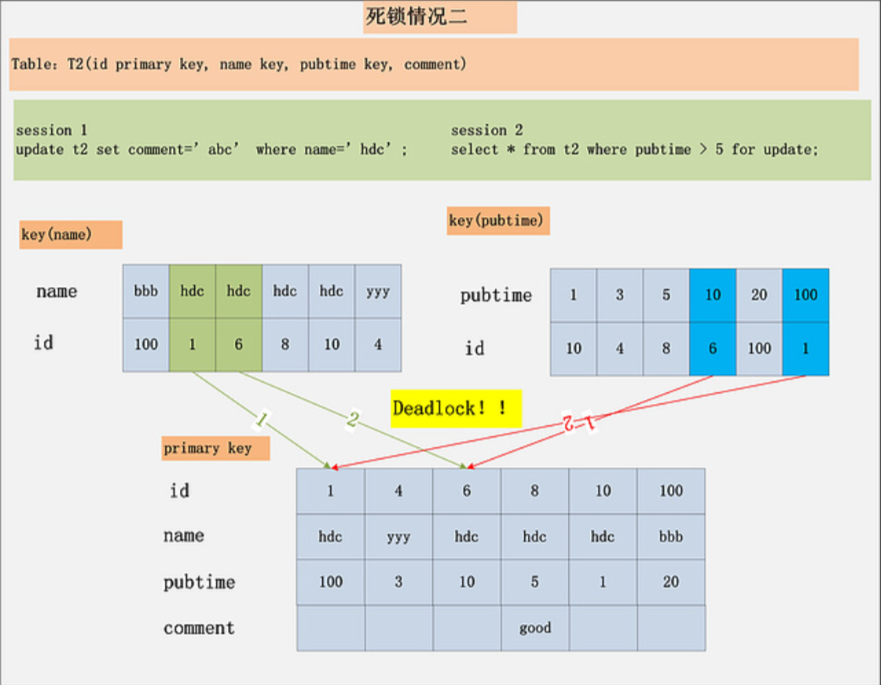 死锁情况二
Table: T2(id primary key, name key, pubtime key, comment)
session 1
update t2 set comment=' abc' where name=' hdc' ;
session 2
select * from t2 where pubtime > 5 for update;
key(name)
name bbb hdc hdc hdc hdc yyy
id 100 1 6 8 10 4
key(pubtime)
pubtime 1 3 5 10 20 100
id 10 4 8 6 100 1
1
2
Deadlock！！
2
1
primary key
id 1 4 6 8 10 100
name hdc yyy hdc hdc hdc bbb
pubtime 100 3 10 5 1 20
comment good